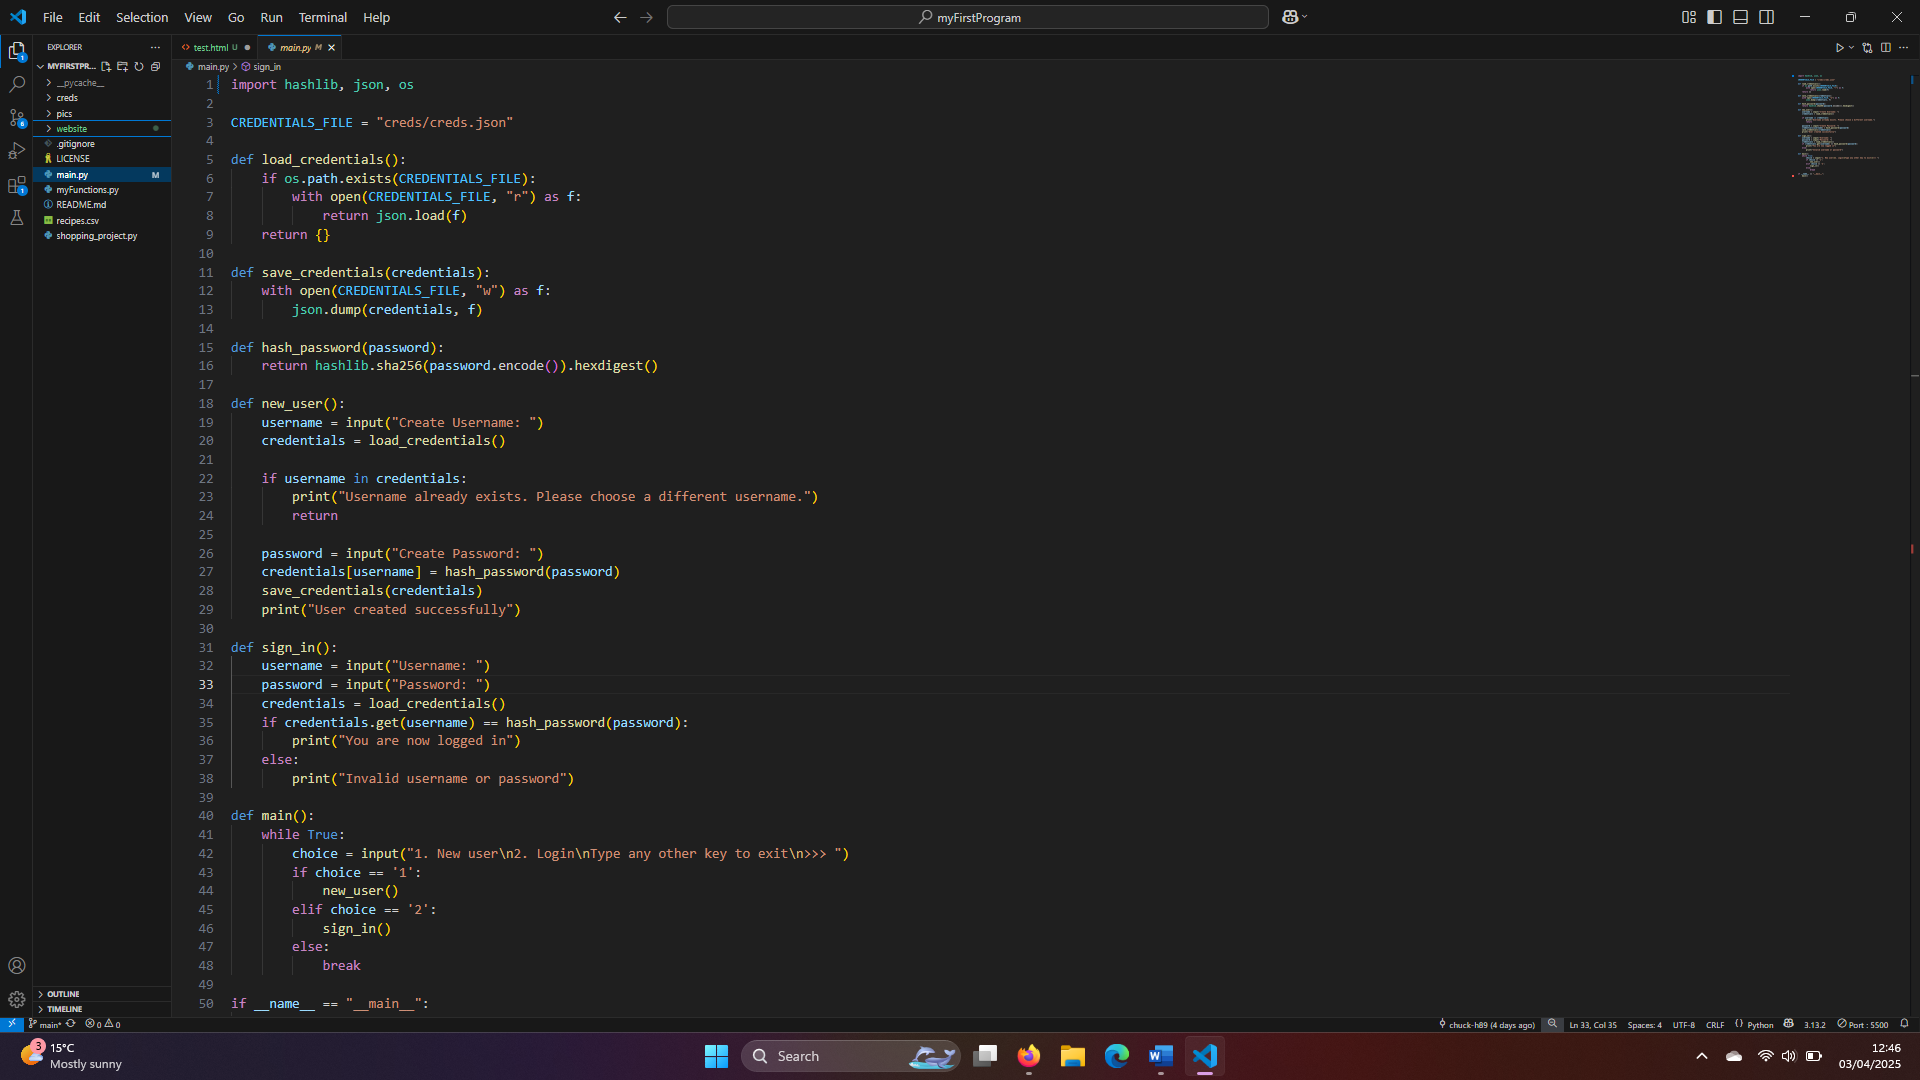 File Edit Selection View Go Run Terminal Help
myFirstProgram
EXPLORER
MYFIRSTPR...
__pycache__
creds
pics
website
.gitignore
LICENSE
main.py M
myFunctions.py
README.md
recipes.csv
shopping_project.py
OUTLINE
TIMELINE
test.html U
main.py M
main.py > sign_in
1 import hashlib, json, os
2
3 CREDENTIALS_FILE = "creds/creds.json"
4
5 def load_credentials():
6 if os.path.exists(CREDENTIALS_FILE):
7 with open(CREDENTIALS_FILE, "r") as f:
8 return json.load(f)
9 return {}
10
11 def save_credentials(credentials):
12 with open(CREDENTIALS_FILE, "w") as f:
13 json.dump(credentials, f)
14
15 def hash_password(password):
16 return hashlib.sha256(password.encode()).hexdigest()
17
18 def new_user():
19 username = input("Create Username: ")
20 credentials = load_credentials()
21
22 if username in credentials:
23 print("Username already exists. Please choose a different username.")
24 return
25
26 password = input("Create Password: ")
27 credentials[username] = hash_password(password)
28 save_credentials(credentials)
29 print("User created successfully")
30
31 def sign_in():
32 username = input("Username: ")
33 password = input("Password: ")
34 credentials = load_credentials()
35 if credentials.get(username) == hash_password(password):
36 print("You are now logged in")
37 else:
38 print("Invalid username or password")
39
40 def main():
41 while True:
42 choice = input("1. New user\n2. Login\nType any other key to exit\n>>> ")
43 if choice == '1':
44 new_user()
45 elif choice == '2':
46 sign_in()
47 else:
48 break
49
50 if __name__ == "__main__":
main* 0 0
chuck-h89 (4 days ago) Ln 33, Col 35 Spaces: 4 UTF-8 CRLF {} Python 3.13.2 Port : 5500
3
15°C
Mostly sunny
Search
12:46
03/04/2025